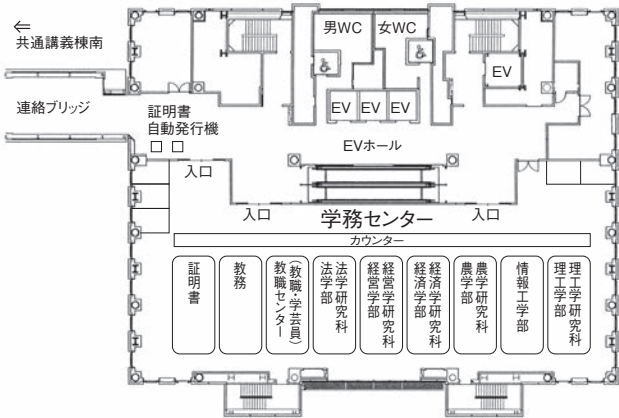 ⇐
共通講義棟南
男WC
女WC
EV
連絡ブリッジ
証明書
自動発行機
EV
EV
EV
EVホール
入口
入口
入口
学務センター
カウンター
証明書
教務
(教職・学芸員)
教職センター
法学研究科
法学部
経営学研究科
経営学部
経済学研究科
経済学部
農学研究科
農学部
情報工学部
理工学研究科
理工学部